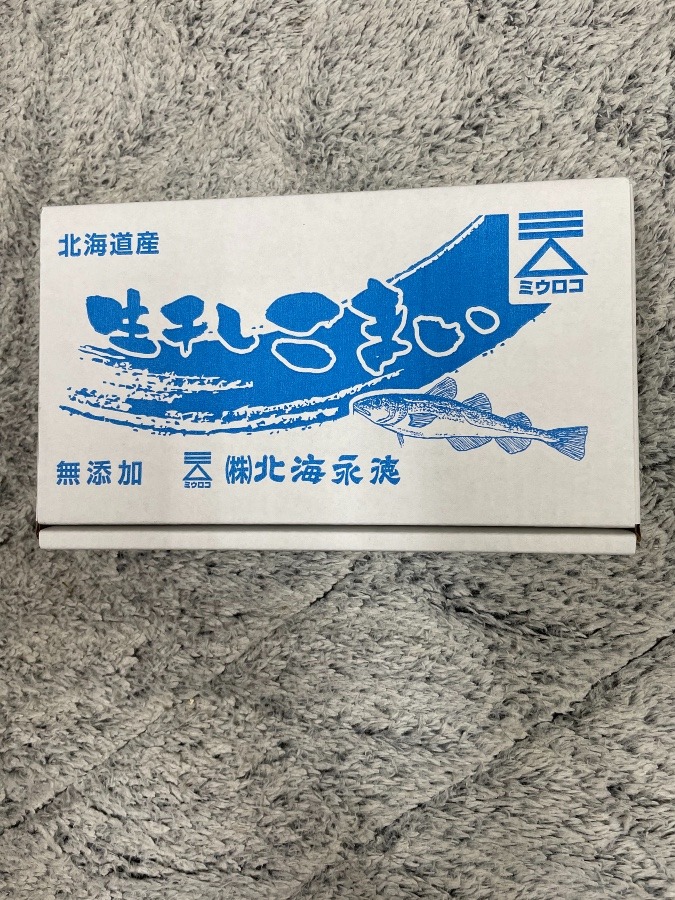 北海道産
ミウロコ
生干しこまい
無添加
ミウロコ
㈱北海永徳